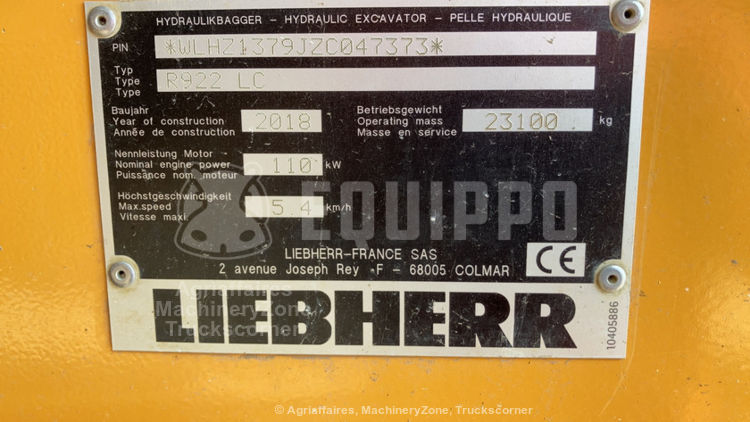 HYDRAULIKBAGGER - HYDRAULIC EXCAVATOR - PELLE HYDRAULIQUE
PIN *WLHZ1379JZC047373*
Typ
Type R922 LC
Type
Baujahr
Year of construction 2018
Année de construction
Betriebsgewicht
Operating mass 23100 kg
Masse en service
Nennleistung Motor
Nominal engine power 110 kW
Puissance nom. moteur
Höchstgeschwindigkeit
Max.speed 5.4 km/h
Vitesse maxi.
EQUIPPO
LIEBHERR-FRANCE SAS
2 avenue Joseph Rey F - 68005 COLMAR
CE
LIEBHERR
10405886
Agriaffaires
MachineryZone
Truckscorner
© Agriaffaires, MachineryZone, Truckscorner